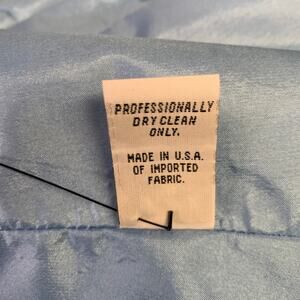 PROFESSIONALLY
DRY CLEAN
ONLY.
MADE IN U.S.A.
OF IMPORTED
FABRIC.